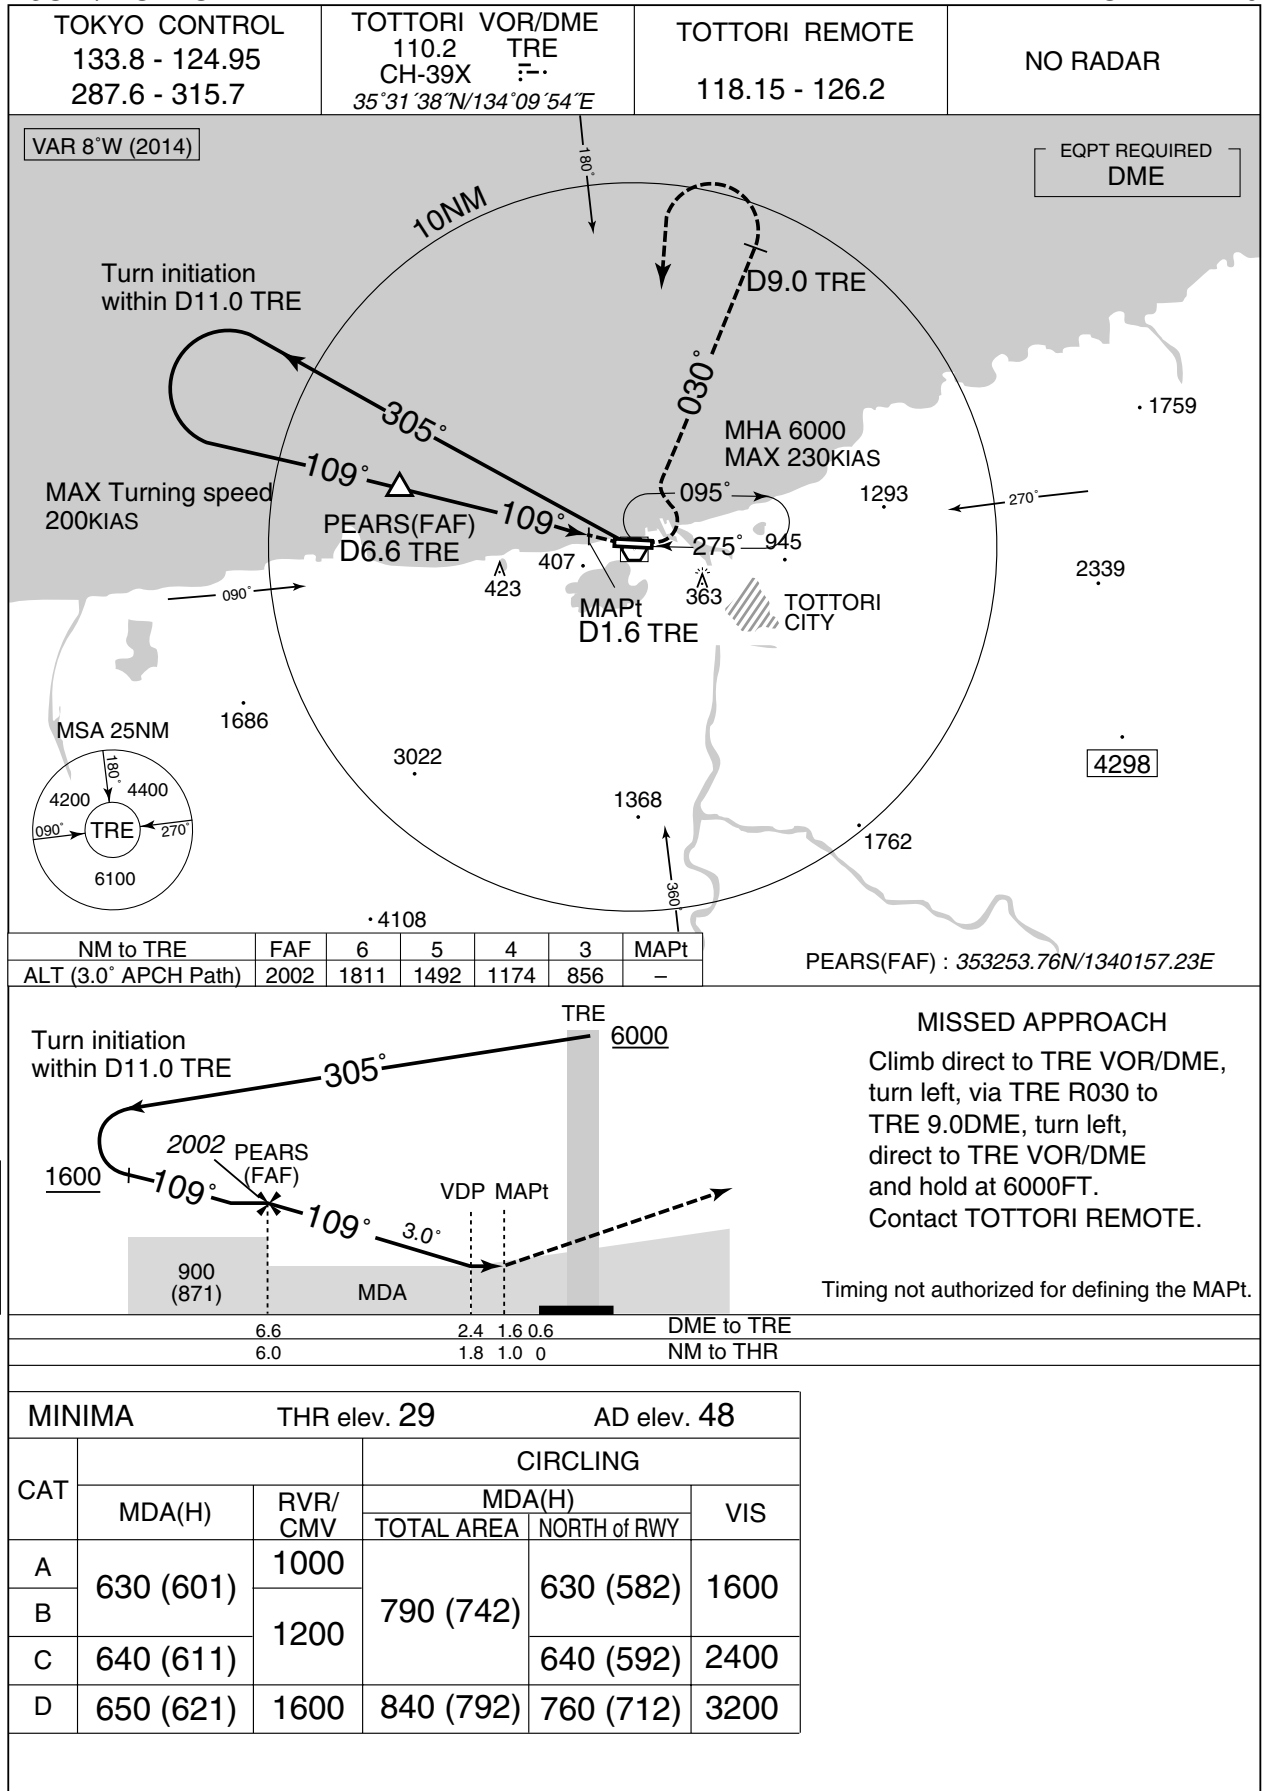 TOKYO CONTROL
133.8 - 124.95
287.6 - 315.7
TOTTORI VOR/DME
110.2 TRE
CH-39X
35°31´38˝N/134°09´54˝E
TOTTORI REMOTE
118.15 - 126.2
NO RADAR
VAR 8°W (2014)
EQPT REQUIRED
DME
180°
10NM
Turn initiation
within D11.0 TRE
D9.0 TRE
030°
305°
1759
MHA 6000
MAX 230KIAS
109°
MAX Turning speed
200KIAS
095°
1293
270°
PEARS(FAF)
D6.6 TRE
109°
275°
945
407
423
363
2339
090°
MAPt
D1.6 TRE
TOTTORI
CITY
1686
MSA 25NM
180°
4200
4400
090°
TRE
270°
6100
3022
4298
1368
1762
360°
4108
NM to TRE FAF 6 5 4 3 MAPt
ALT (3.0° APCH Path) 2002 1811 1492 1174 856 –
PEARS(FAF) : 353253.76N/1340157.23E
TRE
6000
Turn initiation
within D11.0 TRE
305°
2002
PEARS
(FAF)
1600
109°
109°
3.0°
VDP MAPt
900
(871)
MDA
MISSED APPROACH
Climb direct to TRE VOR/DME,
turn left, via TRE R030 to
TRE 9.0DME, turn left,
direct to TRE VOR/DME
and hold at 6000FT.
Contact TOTTORI REMOTE.
Timing not authorized for defining the MAPt.
6.6 2.4 1.6 0.6 DME to TRE
6.0 1.8 1.0 0 NM to THR
MINIMA THR elev. 29 AD elev. 48
CAT
CIRCLING
MDA(H)
RVR/
CMV
MDA(H)
VIS
TOTAL AREA NORTH of RWY
A 630 (601) 1000 790 (742) 630 (582) 1600
B 1200
C 640 (611) 640 (592) 2400
D 650 (621) 1600 840 (792) 760 (712) 3200